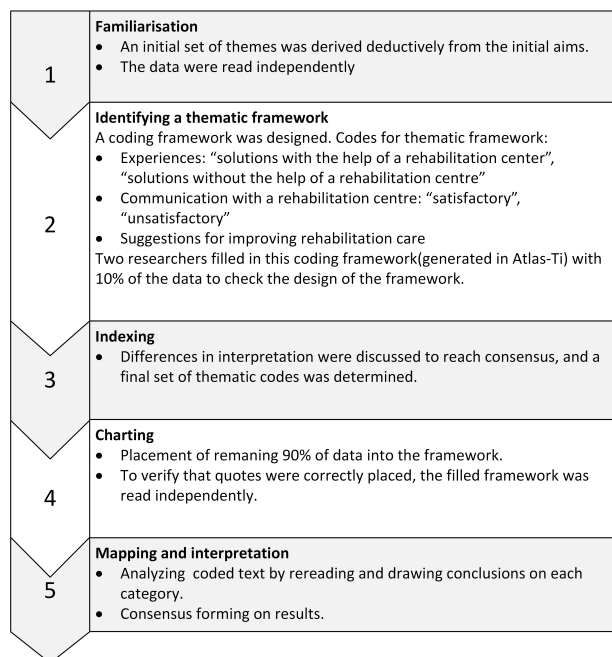 1
Familiarisation
• An initial set of themes was derived deductively from the initial aims.
• The data were read independently
2
Identifying a thematic framework
A coding framework was designed. Codes for thematic framework:
• Experiences: “solutions with the help of a rehabilitation center”,
“solutions without the help of a rehabilitation centre”
• Communication with a rehabilitation centre: “satisfactory”,
“unsatisfactory”
• Suggestions for improving rehabilitation care
Two researchers filled in this coding framework(generated in Atlas-Ti) with
10% of the data to check the design of the framework.
3
Indexing
• Differences in interpretation were discussed to reach consensus, and a
final set of thematic codes was determined.
4
Charting
• Placement of remaning 90% of data into the framework.
• To verify that quotes were correctly placed, the filled framework was
read independently.
5
Mapping and interpretation
• Analyzing coded text by rereading and drawing conclusions on each
category.
• Consensus forming on results.